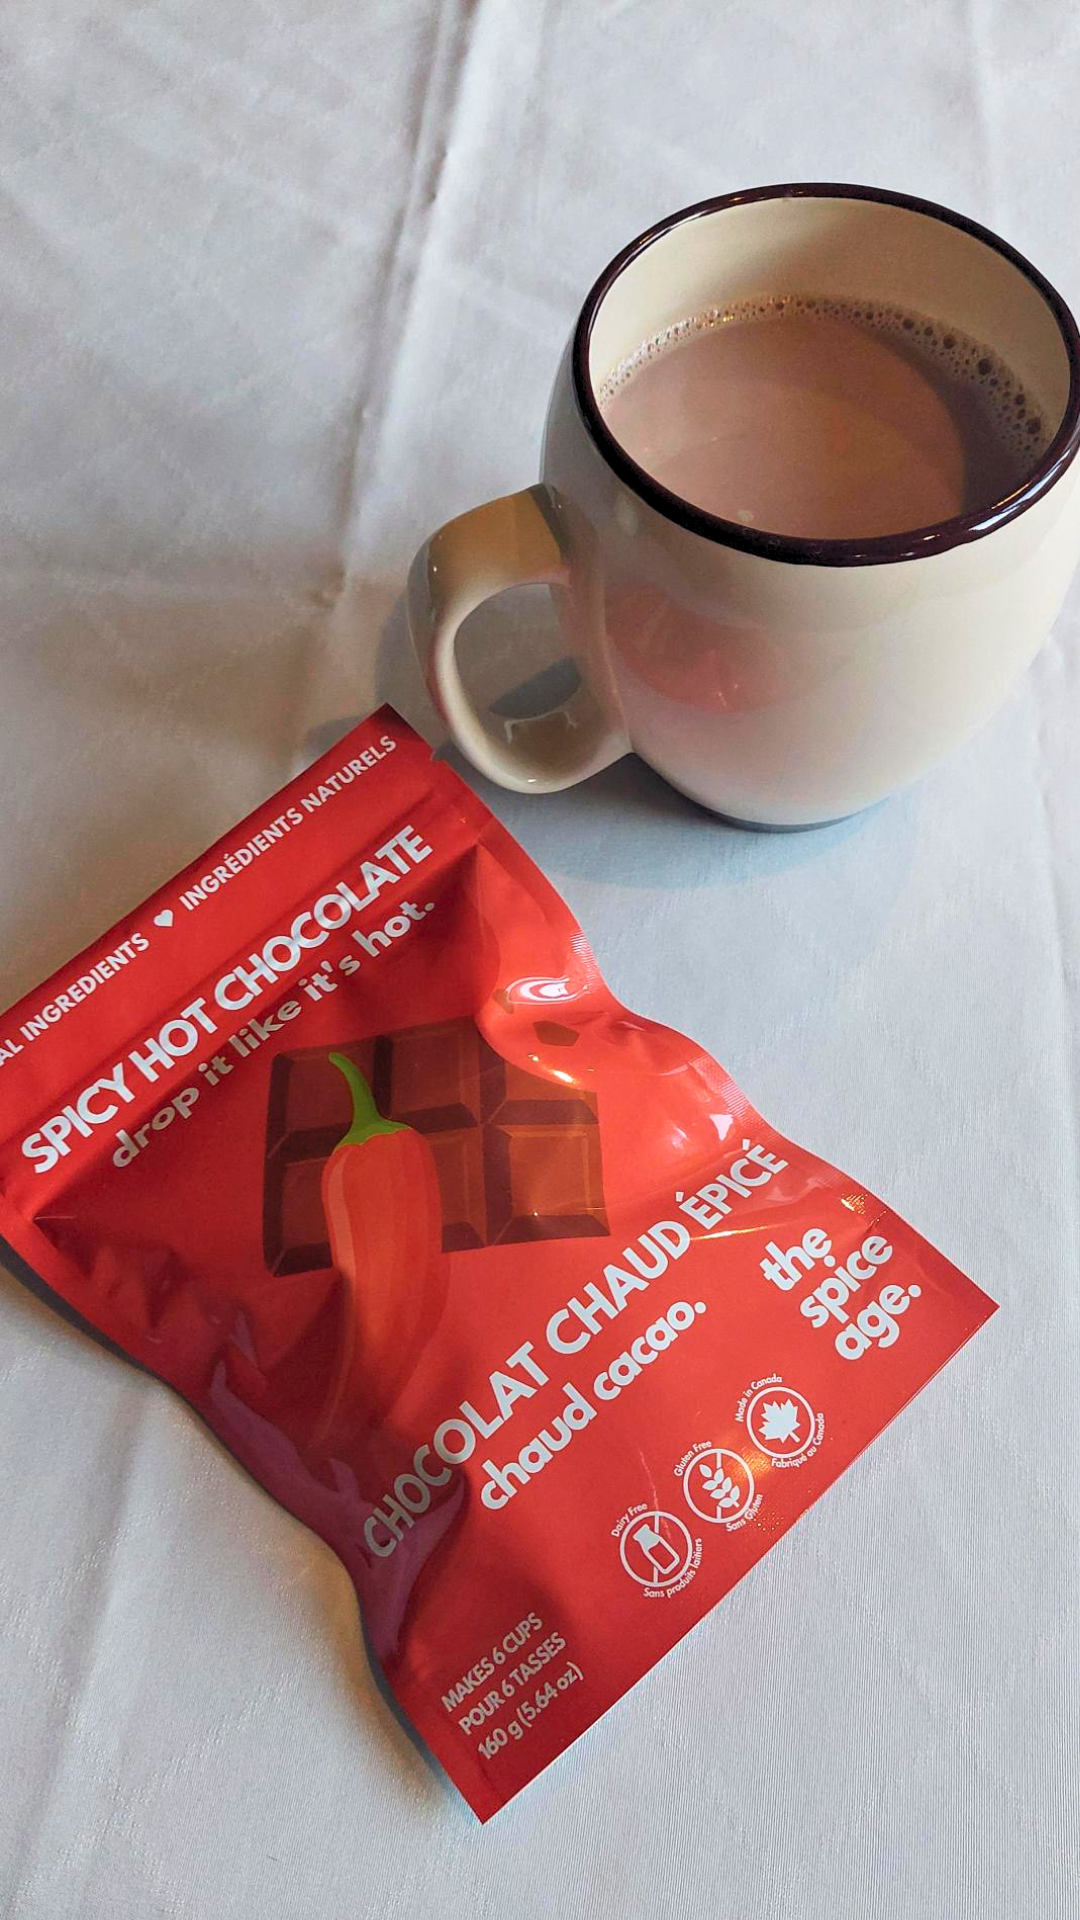 INGREDIENTS ♥ INGRÉDIENTS NATURELS
SPICY HOT CHOCOLATE
drop it like it's hot.
CHOCOLAT CHAUD ÉPICÉ
chaud cacao.
the
spice
age.
Made in Canada
Fabriqué au Canada
Gluten Free
Sans Gluten
Dairy Free
Sans produits laitiers
MAKES 6 CUPS
POUR 6 TASSES
160 g (5.64 oz)